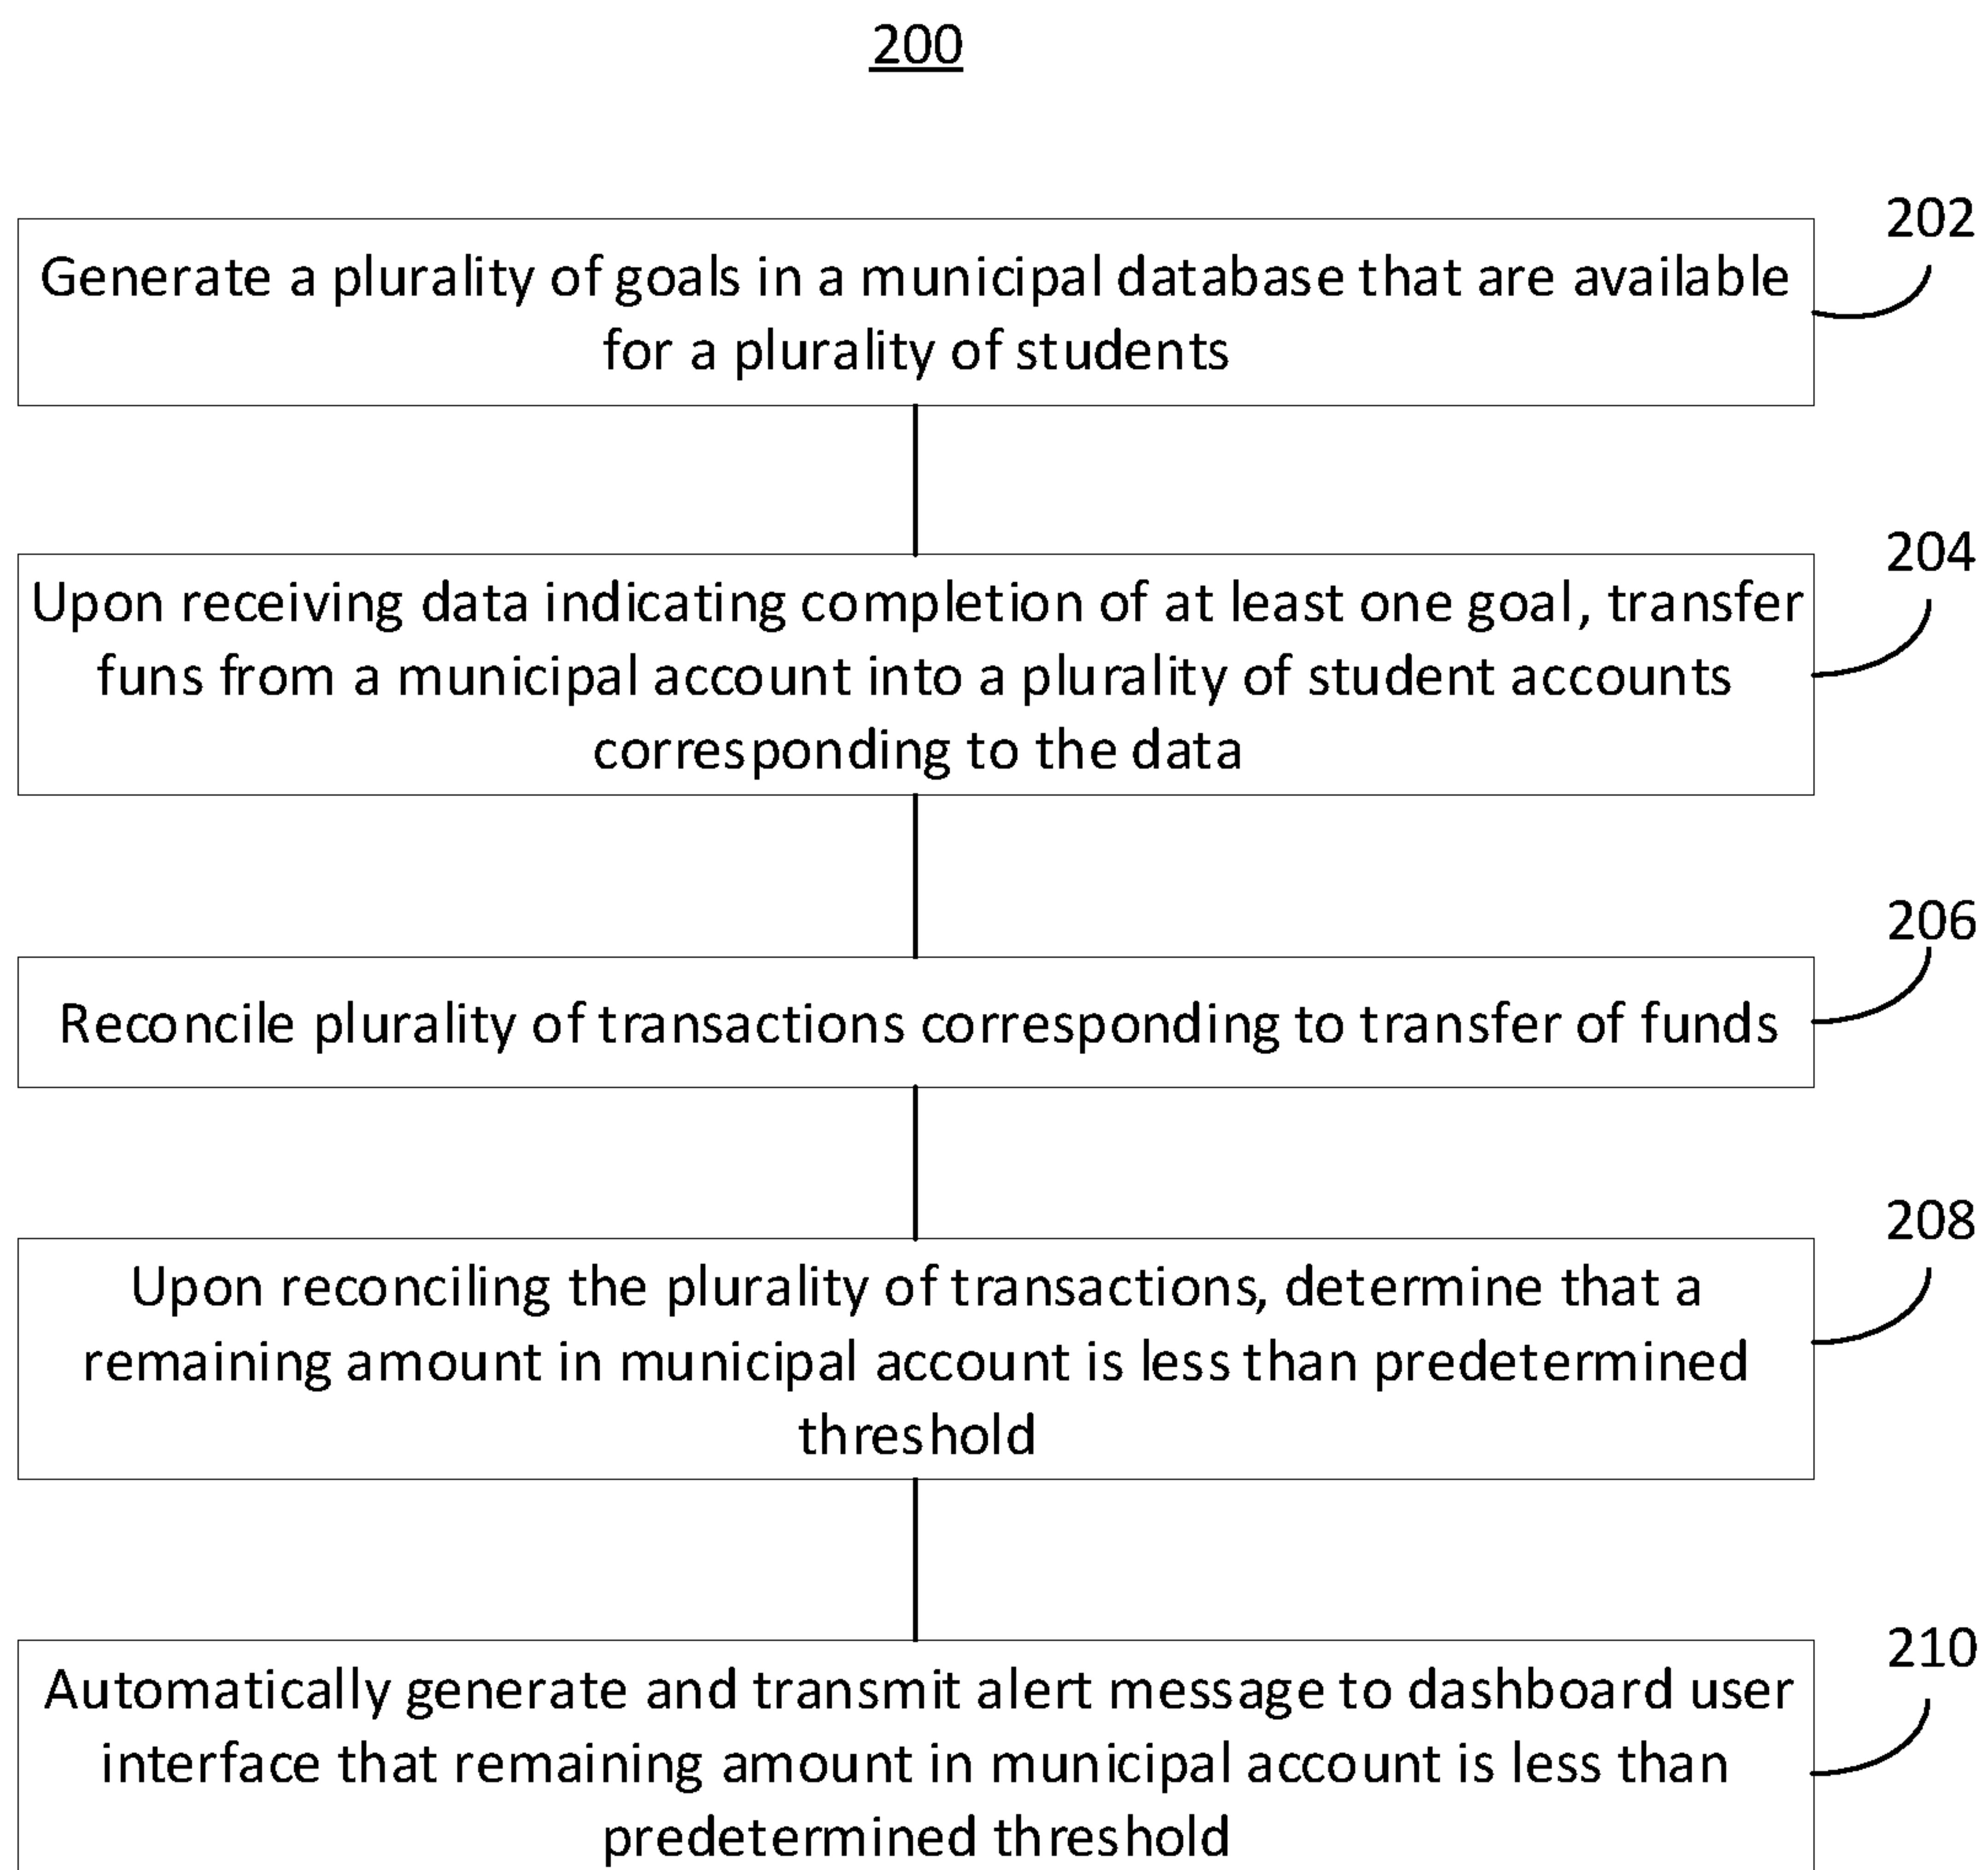 200
202
Generate a plurality of goals in a municipal database that are available
for a plurality of students
204
Upon receiving data indicating completion of at least one goal, transfer
funs from a municipal account into a plurality of student accounts
corresponding to the data
206
Reconcile plurality of transactions corresponding to transfer of funds
208
Upon reconciling the plurality of transactions, determine that a
remaining amount in municipal account is less than predetermined
threshold
210
Automatically generate and transmit alert message to dashboard user
interface that remaining amount in municipal account is less than
predetermined threshold